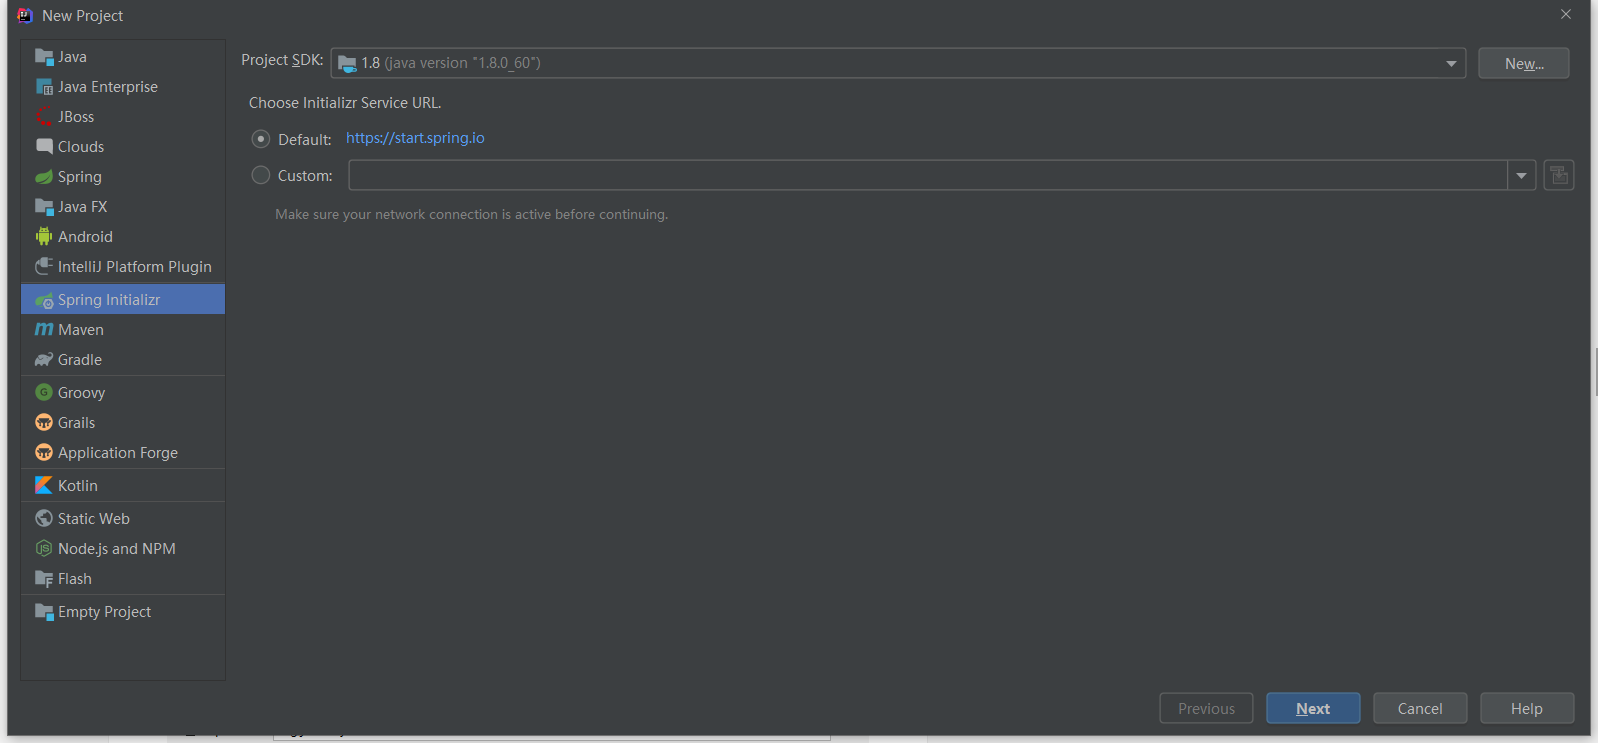 New Project
Java
Java Enterprise
JBoss
Clouds
Spring
Java FX
Android
IntelliJ Platform Plugin
Spring Initializr
Maven
Gradle
Groovy
Grails
Application Forge
Kotlin
Static Web
Node.js and NPM
Flash
Empty Project
Project SDK: 1.8 (java version "1.8.0_60") New...
Choose Initializr Service URL.
Default: https://start.spring.io
Custom:
Make sure your network connection is active before continuing.
Previous Next Cancel Help